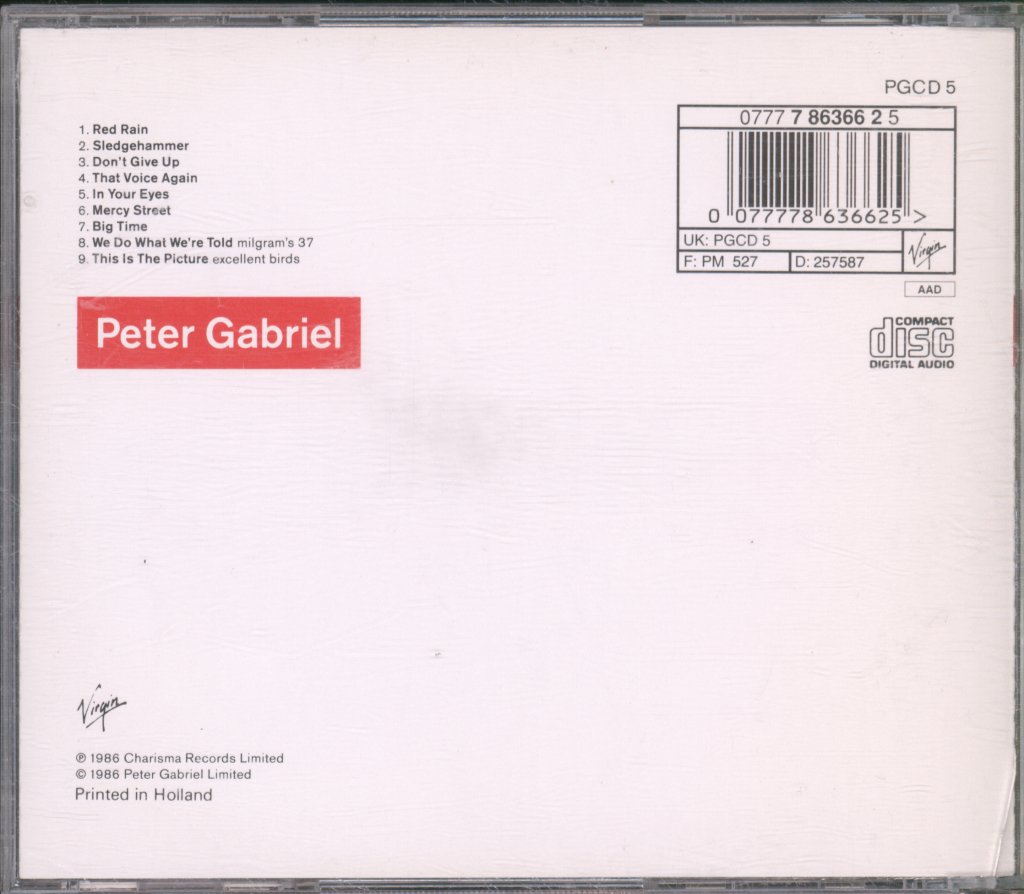 PGCD 5
0777 7 86366 2 5
0 077778 636625 >
UK: PGCD 5
F: PM 527
D: 257587
Virgin
AAD
COMPACT
disc
DIGITAL AUDIO
1. Red Rain
2. Sledgehammer
3. Don't Give Up
4. That Voice Again
5. In Your Eyes
6. Mercy Street
7. Big Time
8. We Do What We're Told milgram's 37
9. This Is The Picture excellent birds
Peter Gabriel
Virgin
℗ 1986 Charisma Records Limited
© 1986 Peter Gabriel Limited
Printed in Holland